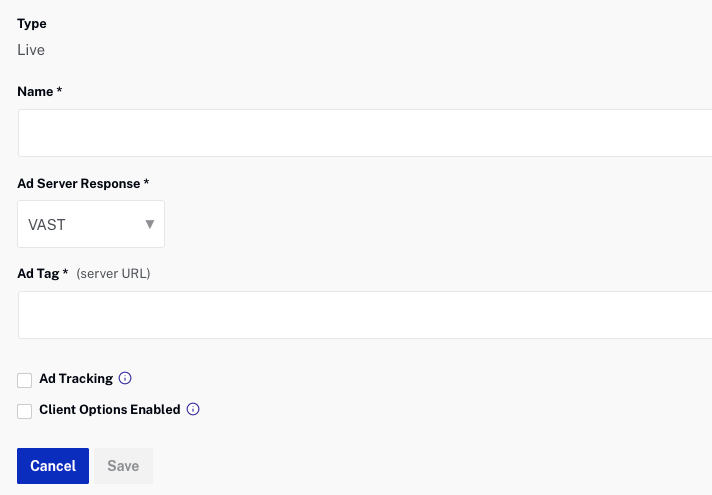 Type
Live
Name *
Ad Server Response *
VAST
Ad Tag * (server URL)
Ad Tracking
Client Options Enabled
Cancel Save